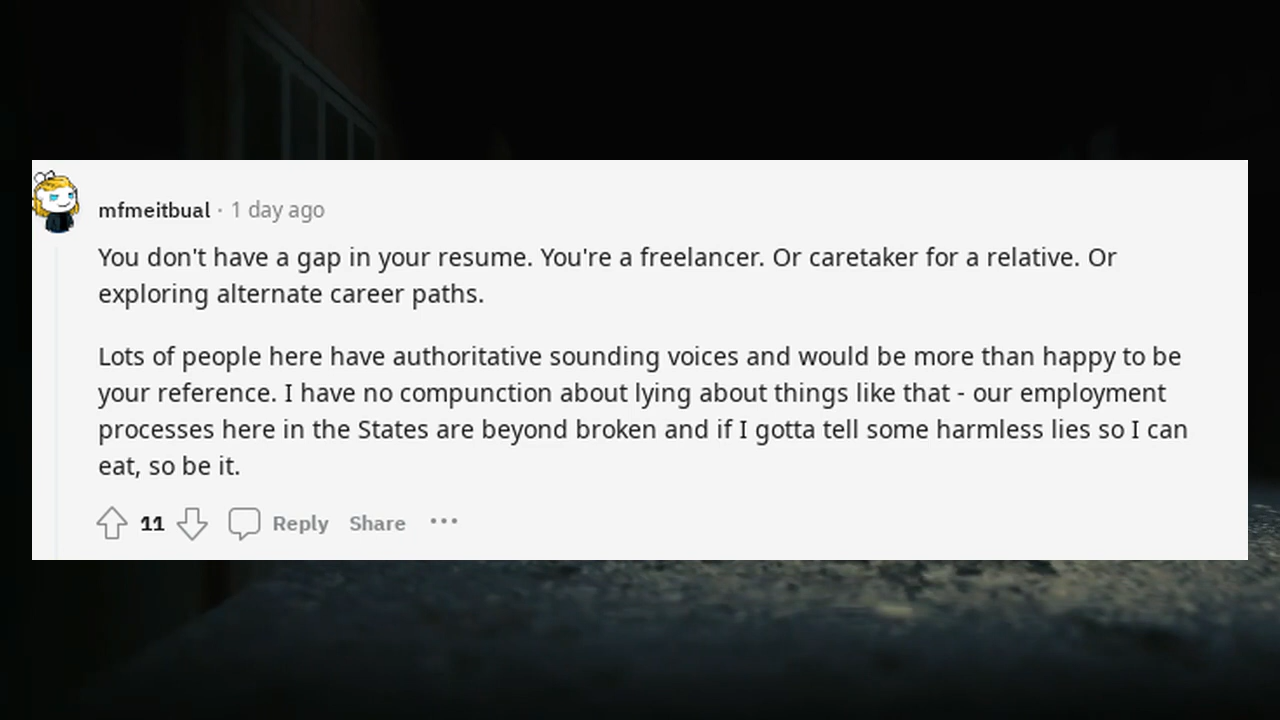 mfmeitbual · 1 day ago
You don't have a gap in your resume. You're a freelancer. Or caretaker for a relative. Or
exploring alternate career paths.
Lots of people here have authoritative sounding voices and would be more than happy to be
your reference. I have no compunction about lying about things like that - our employment
processes here in the States are beyond broken and if I gotta tell some harmless lies so I can
eat, so be it.
11 Reply Share •••